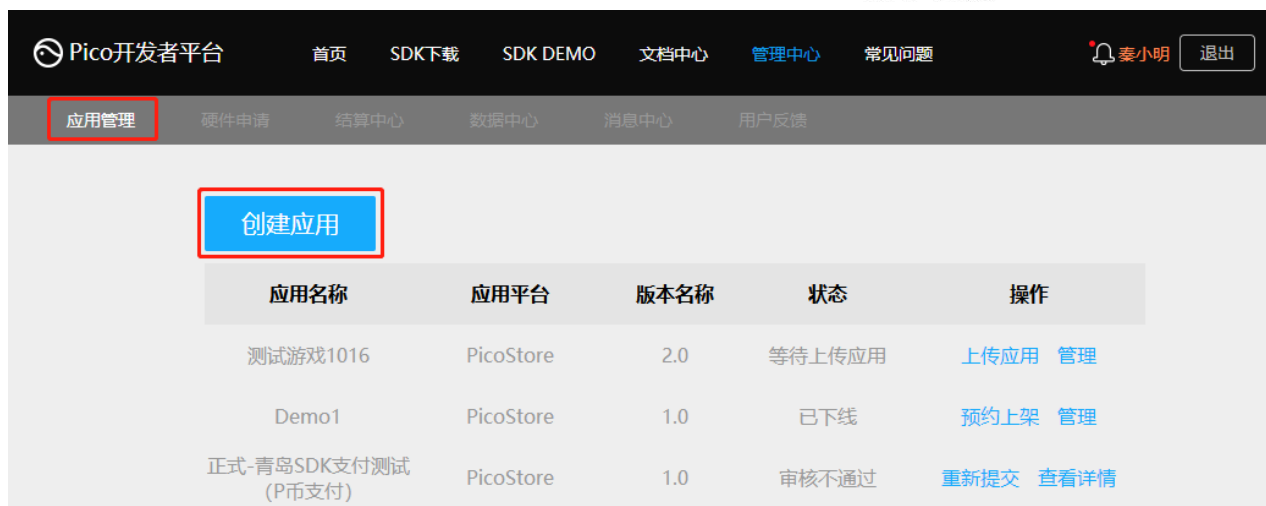 Pico开发者平台 首页 SDK下载 SDK DEMO 文档中心 管理中心 常见问题 秦小明 退出
应用管理 硬件申请 结算中心 数据中心 消息中心 用户反馈
创建应用
应用名称 应用平台 版本名称 状态 操作
测试游戏1016 PicoStore 2.0 等待上传应用 上传应用 管理
Demo1 PicoStore 1.0 已下线 预约上架 管理
正式-青岛SDK支付测试
(P币支付) PicoStore 1.0 审核不通过 重新提交 查看详情